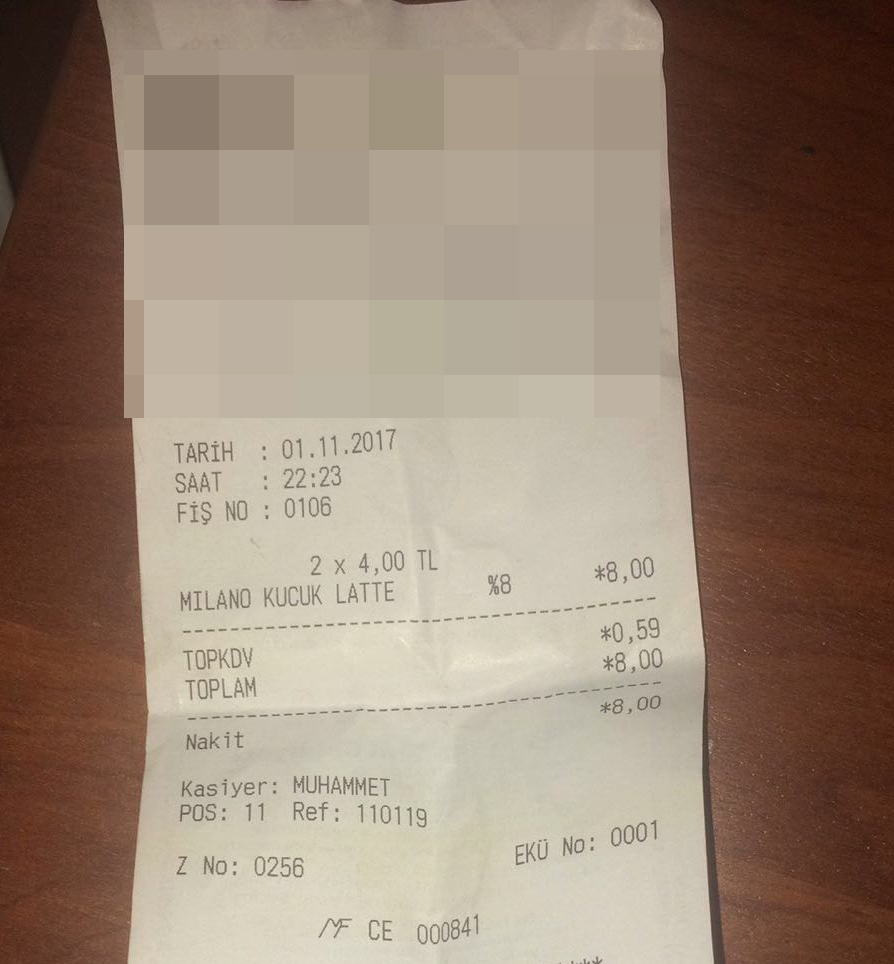 TARİH : 01.11.2017
SAAT : 22:23
FİŞ NO : 0106
2 x 4,00 TL
MILANO KUCUK LATTE %8 *8,00
TOPKDV *0,59
TOPLAM *8,00
Nakit *8,00
Kasiyer: MUHAMMET
POS: 11 Ref: 110119
Z No: 0256 EKÜ No: 0001
MF CE 000841